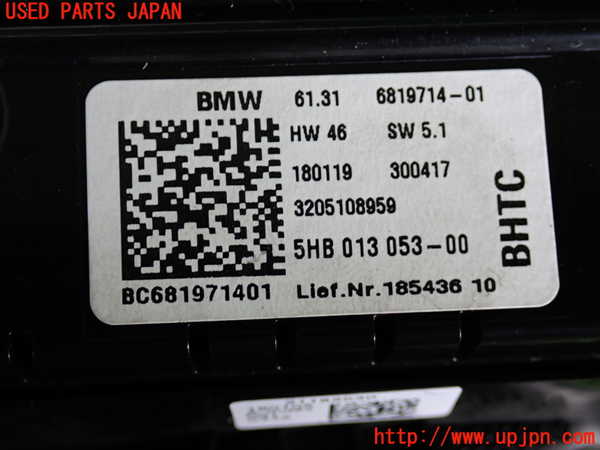 USED PARTS JAPAN
BMW 61.31 6819714-01
HW 46 SW 5.1
180119 300417
3205108959
5HB 013 053-00
BC681971401 Lief.Nr.185436 10
BHTC
http://www.upjpn.com/